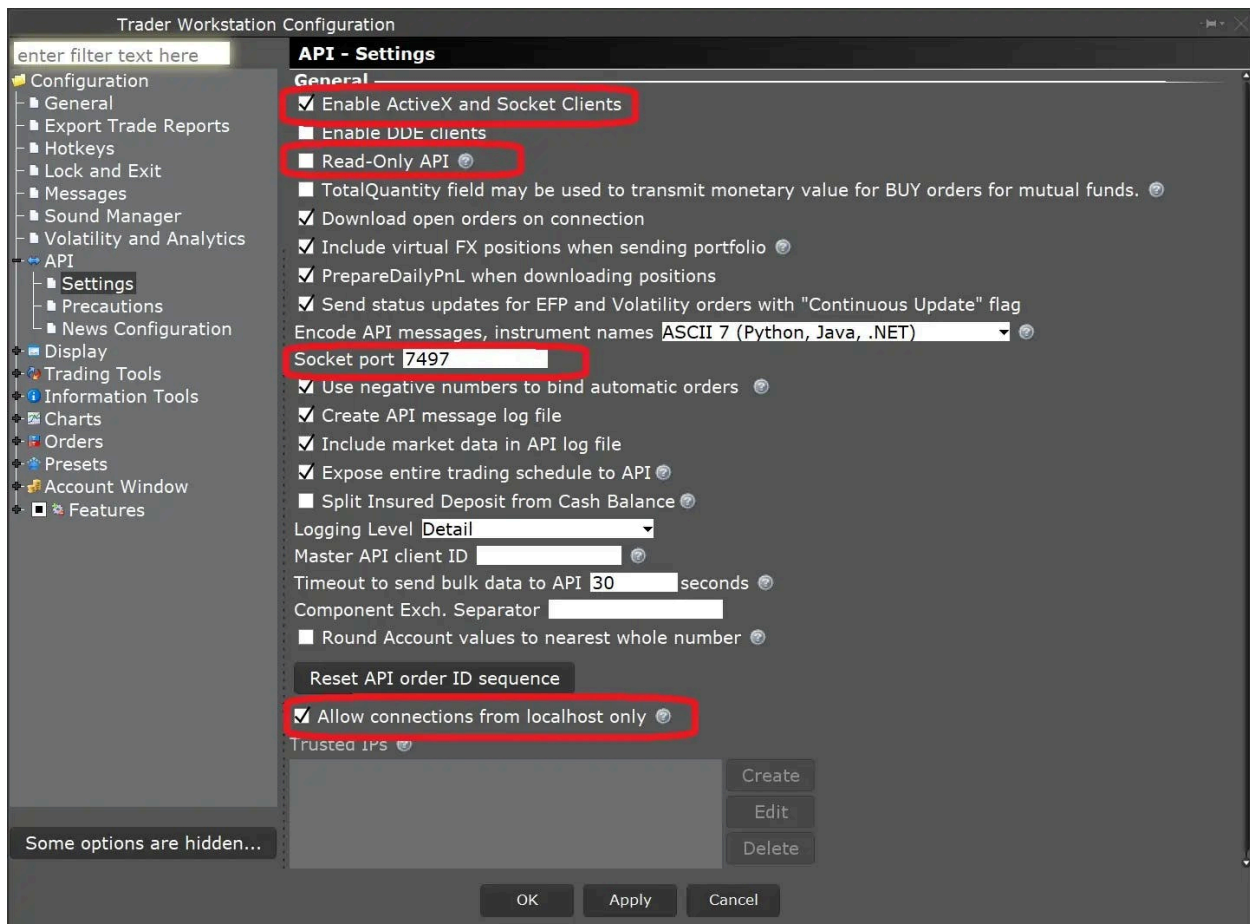 Trader Workstation Configuration
enter filter text here
Configuration
General
Export Trade Reports
Hotkeys
Lock and Exit
Messages
Sound Manager
Volatility and Analytics
API
Settings
Precautions
News Configuration
Display
Trading Tools
Information Tools
Charts
Orders
Presets
Account Window
Features
Some options are hidden...
API - Settings
General
Enable ActiveX and Socket Clients
Enable DDE clients
Read-Only API
TotalQuantity field may be used to transmit monetary value for BUY orders for mutual funds.
Download open orders on connection
Include virtual FX positions when sending portfolio
PrepareDailyPnL when downloading positions
Send status updates for EFP and Volatility orders with "Continuous Update" flag
Encode API messages, instrument names ASCII 7 (Python, Java, .NET)
Socket port 7497
Use negative numbers to bind automatic orders
Create API message log file
Include market data in API log file
Expose entire trading schedule to API
Split Insured Deposit from Cash Balance
Logging Level Detail
Master API client ID
Timeout to send bulk data to API 30 seconds
Component Exch. Separator
Round Account values to nearest whole number
Reset API order ID sequence
Allow connections from localhost only
Trusted IPs
Create
Edit
Delete
OK Apply Cancel